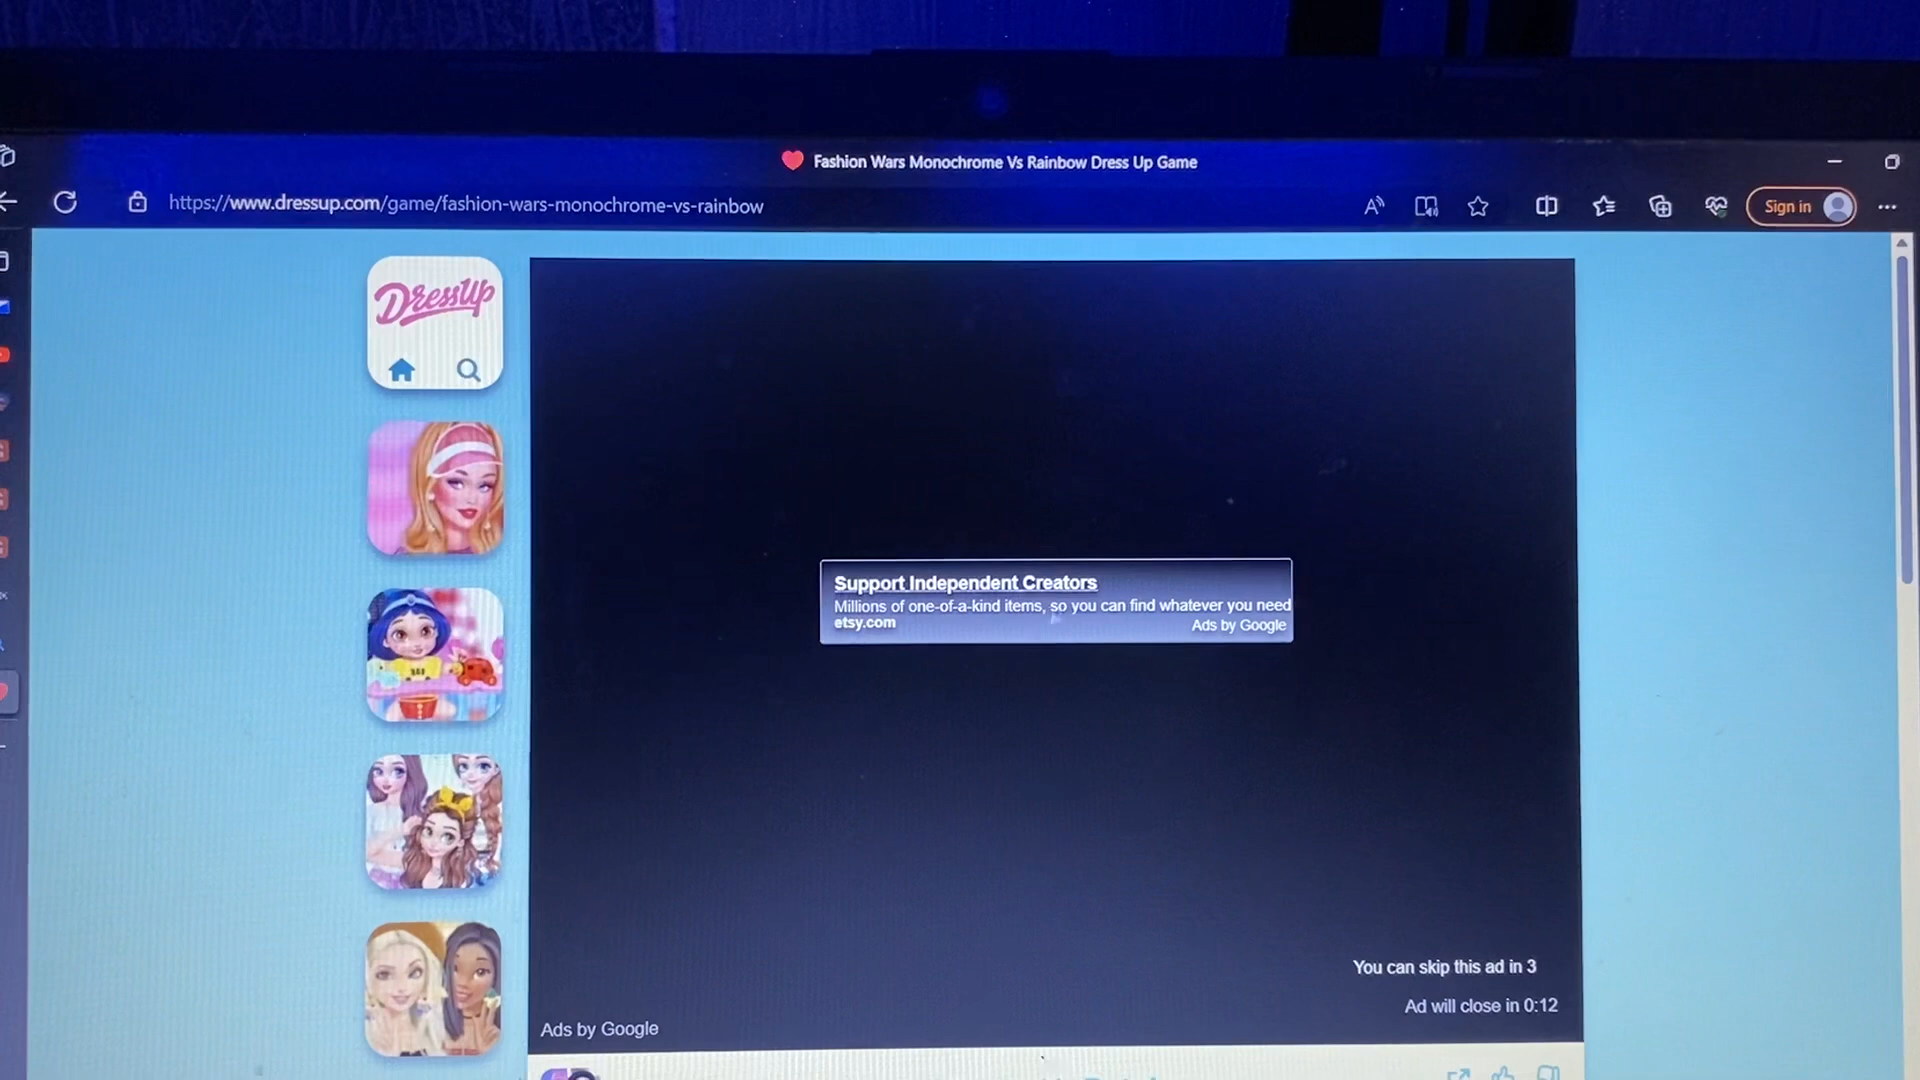 Fashion Wars Monochrome Vs Rainbow Dress Up Game
https://www.dressup.com/game/fashion-wars-monochrome-vs-rainbow
Sign in
DressUp
Support Independent Creators
Millions of one-of-a-kind items, so you can find whatever you need
etsy.com
Ads by Google
You can skip this ad in 3
Ad will close in 0:12
Ads by Google